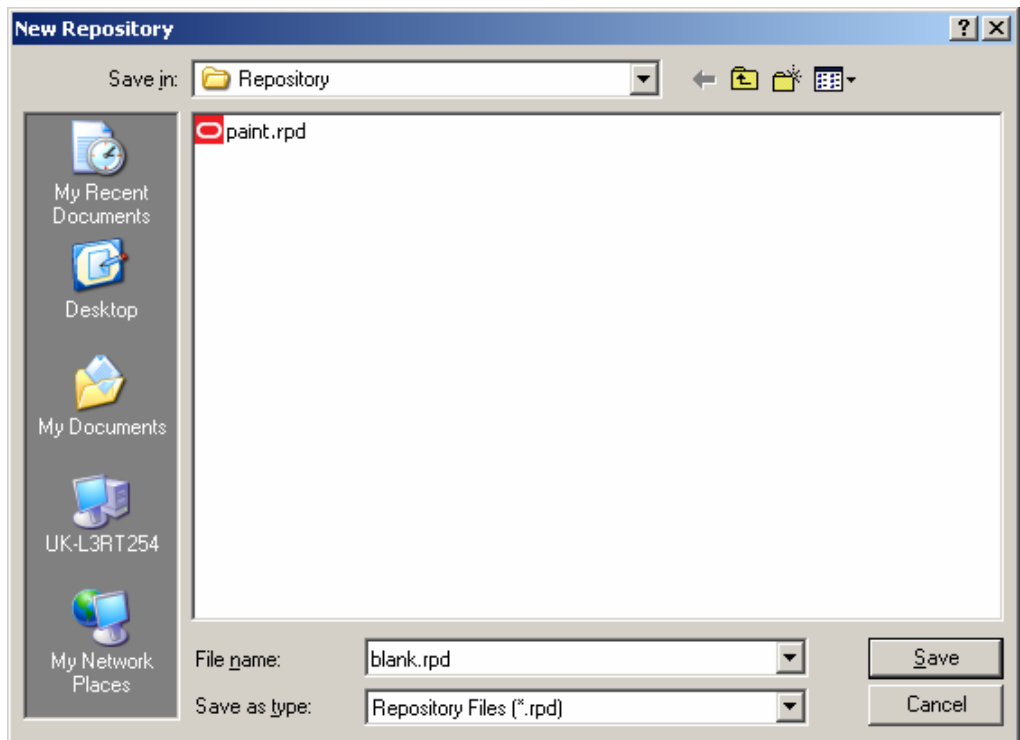 New Repository
Save in:
Repository
paint.rpd
My Recent
Documents
Desktop
My Documents
UK-L3RT254
My Network
Places
File name:
blank.rpd
Save
Save as type:
Repository Files (*.rpd)
Cancel